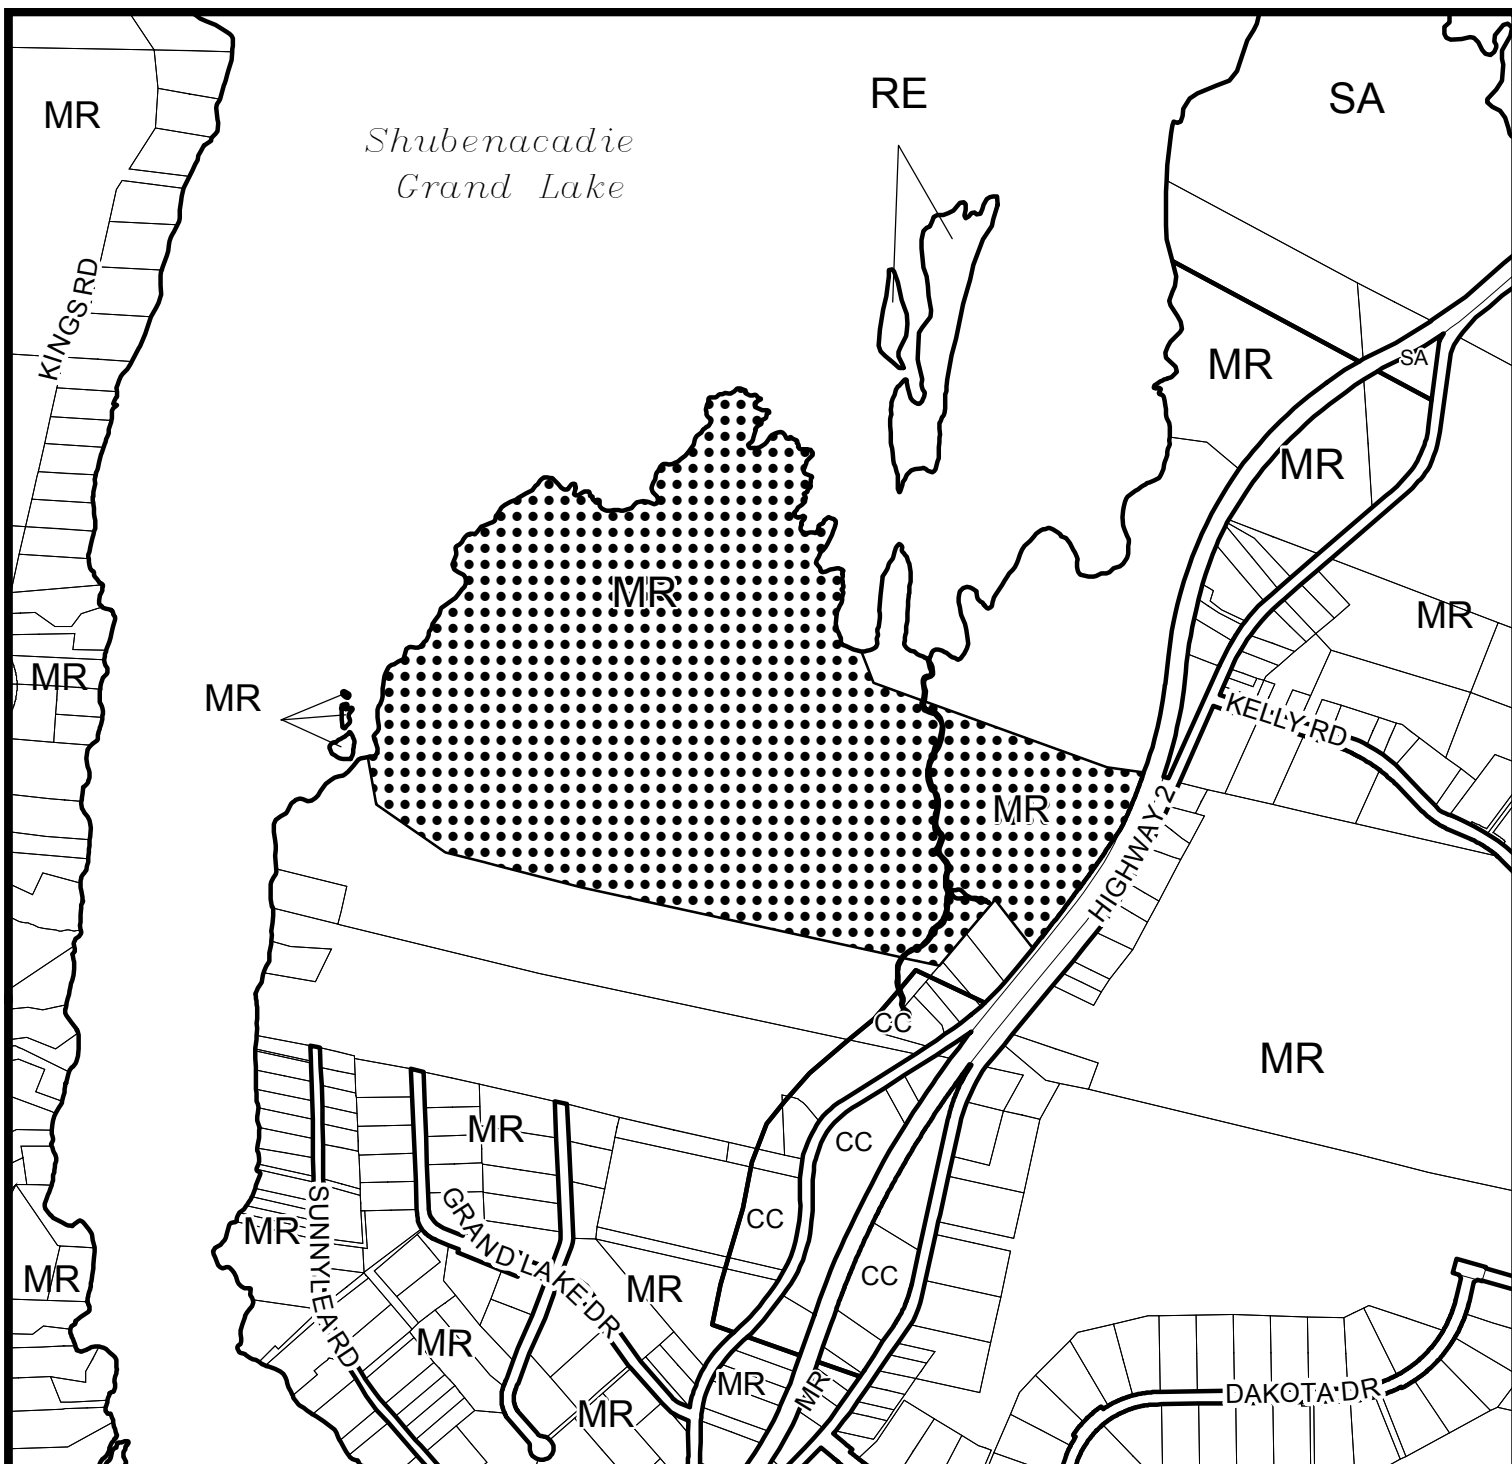 RE
SA
MR
Shubenacadie
Grand Lake
KINGS RD
SA
MR
MR
MR
MR
MR
MR
KELLY RD
MR
HIGHWAY 2
CC
MR
MR
CC
SUNNYLEA RD
GRAND LAKE DR
CC
MR
MR
CC
MR
MR
MR
MR
DAKOTA DR
MR